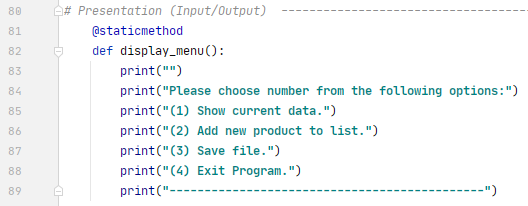 80 # Presentation (Input/Output) --------------------------------
81 @staticmethod
82 def display_menu():
83 print("")
84 print("Please choose number from the following options:")
85 print("(1) Show current data.")
86 print("(2) Add new product to list.")
87 print("(3) Save file.")
88 print("(4) Exit Program.")
89 print("---------------------------------------------")